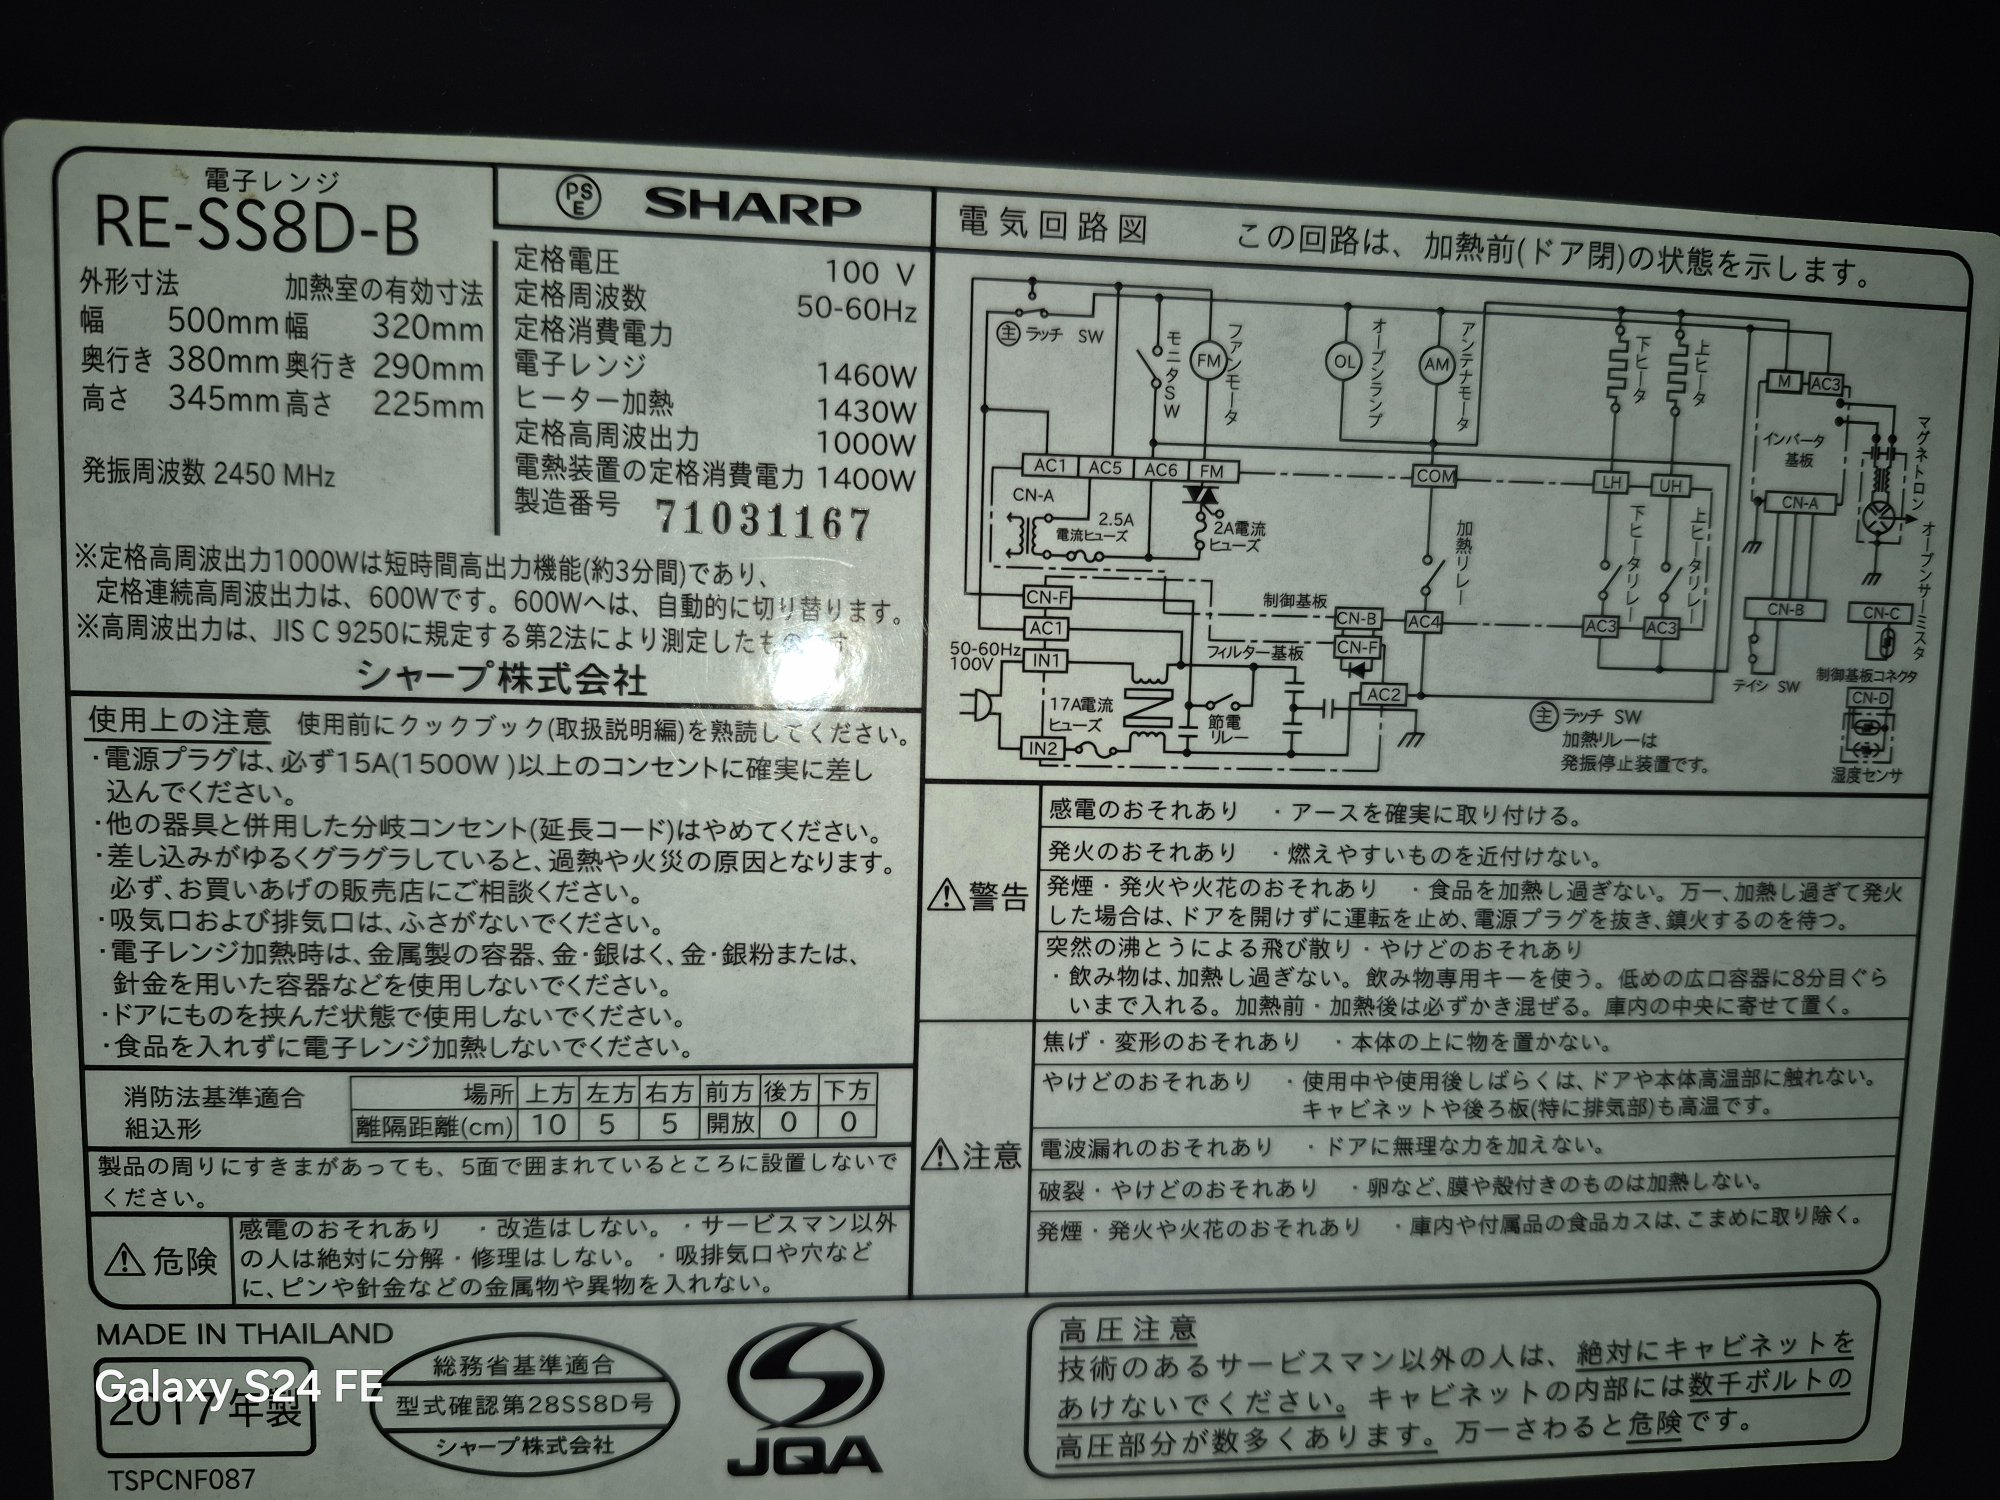 電子レンジ
RE-SS8D-B
外形寸法 加熱室の有効寸法
幅 500mm 幅 320mm
奥行き 380mm 奥行き 290mm
高さ 345mm 高さ 225mm
発振周波数 2450 MHz
PSE SHARP
定格電圧 100 V
定格周波数 50-60Hz
定格消費電力
電子レンジ 1460W
ヒーター加熱 1430W
定格高周波出力 1000W
電熱装置の定格消費電力 1400W
製造番号 71031167
※定格高周波出力1000Wは短時間高出力機能(約3分間)であり、
定格連続高周波出力は、600Wです。600Wへは、自動的に切り替ります。
※高周波出力は、JIS C 9250に規定する第2法により測定したも
シャープ株式会社
使用上の注意 使用前にクックブック(取扱説明編)を熟読してください。
・電源プラグは、必ず15A(1500W)以上のコンセントに確実に差し
込んでください。
・他の器具と併用した分岐コンセント(延長コード)はやめてください。
・差し込みがゆるくグラグラしていると、過熱や火災の原因となります。
必ず、お買いあげの販売店にご相談ください。
・吸気口および排気口は、ふさがないでください。
・電子レンジ加熱時は、金属製の容器、金・銀はく、金・銀粉または、
針金を用いた容器などを使用しないでください。
・ドアにものを挟んだ状態で使用しないでください。
・食品を入れずに電子レンジ加熱しないでください。
消防法基準適合
組込形
場所 上方 左方 右方 前方 後方 下方
離隔距離(cm) 10 5 5 開放 0 0
製品の周りにすきまがあっても、5面で囲まれているところに設置しないで
ください。
⚠危険
感電のおそれあり ・改造はしない。 ・サービスマン以外
の人は絶対に分解・修理はしない。 ・吸排気口や穴など
に、ピンや針金などの金属物や異物を入れない。
電気回路図 この回路は、加熱前(ドア閉)の状態を示します。
主 ラッチ SW
モニタSW
FM
ファンモータ
OL
オーブンランプ
AM
アンテナモータ
下ヒータ
上ヒータ
M AC3
インバータ
基板
マグネトロン
AC1 AC5 AC6 FM
COM
LH UH
CN-A
CN-A
2.5A
電流ヒューズ
2A電流
ヒューズ
加熱リレー
下ヒータリレー
上ヒータリレー
オーブンサーミスタ
CN-F
制御基板
CN-B
AC4
AC3 AC3
CN-B
CN-C
AC1
CN-F
50-60Hz
100V
IN1
フィルター基板
AC2
テイシ SW
制御基板コネクタ
CN-D
17A電流
ヒューズ
節電
リレー
IN2
主 ラッチ SW
加熱リレーは
発振停止装置です。
湿度センサ
⚠警告
感電のおそれあり ・アースを確実に取り付ける。
発火のおそれあり ・燃えやすいものを近付けない。
発煙・発火や火花のおそれあり ・食品を加熱し過ぎない。万一、加熱し過ぎて発火
した場合は、ドアを開けずに運転を止め、電源プラグを抜き、鎮火するのを待つ。
突然の沸とうによる飛び散り・やけどのおそれあり
・飲み物は、加熱し過ぎない。飲み物専用キーを使う。低めの広口容器に8分目ぐら
いまで入れる。加熱前・加熱後は必ずかき混ぜる。庫内の中央に寄せて置く。
⚠注意
焦げ・変形のおそれあり ・本体の上に物を置かない。
やけどのおそれあり ・使用中や使用後しばらくは、ドアや本体高温部に触れない。
キャビネットや後ろ板(特に排気部)も高温です。
電波漏れのおそれあり ・ドアに無理な力を加えない。
破裂・やけどのおそれあり ・卵など、膜や殻付きのものは加熱しない。
発煙・発火や火花のおそれあり ・庫内や付属品の食品カスは、こまめに取り除く。
MADE IN THAILAND
Galaxy S24 FE
2017年製
TSPCNF087
総務省基準適合
型式確認第28SS8D号
シャープ株式会社
JQA
高圧注意
技術のあるサービスマン以外の人は、絶対にキャビネットを
あけないでください。キャビネットの内部には数千ボルトの
高圧部分が数多くあります。万一さわると危険です。